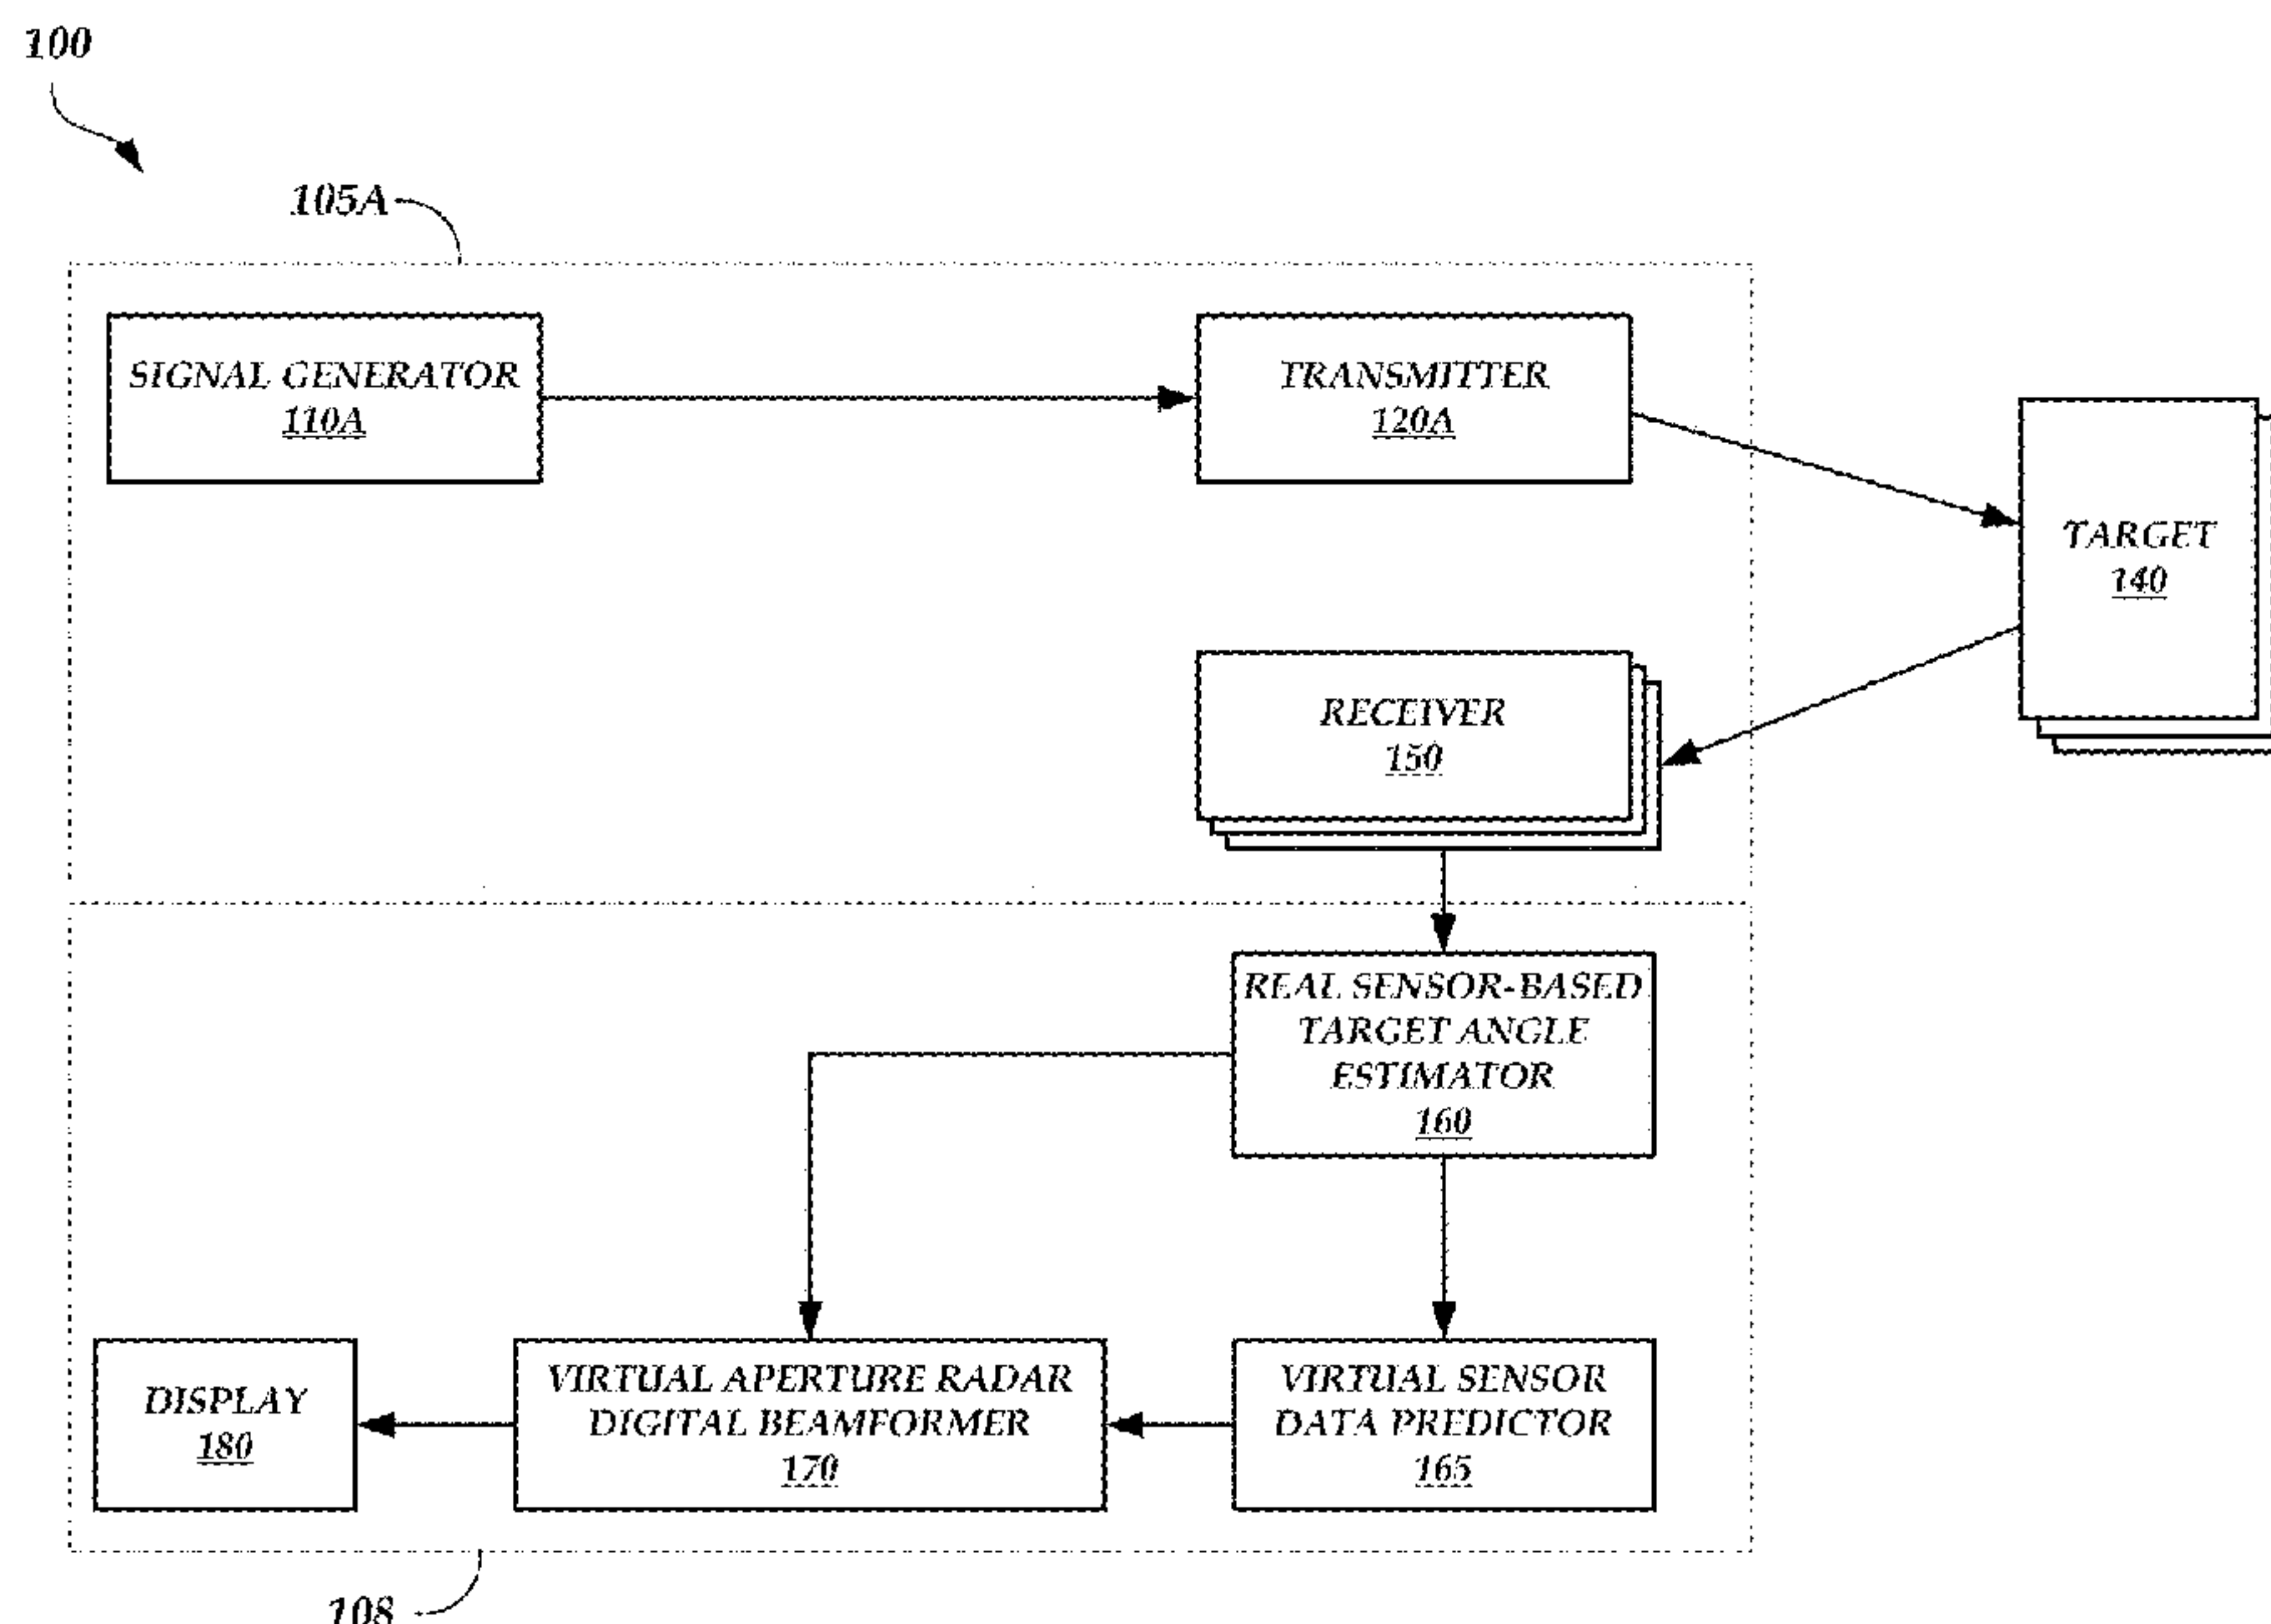 100
105A
SIGNAL GENERATOR
110A
TRANSMITTER
120A
TARGET
140
RECEIVER
150
REAL SENSOR-BASED
TARGET ANGLE
ESTIMATOR
160
DISPLAY
180
VIRTUAL APERTURE RADAR
DIGITAL BEAMFORMER
170
VIRTUAL SENSOR
DATA PREDICTOR
165
108